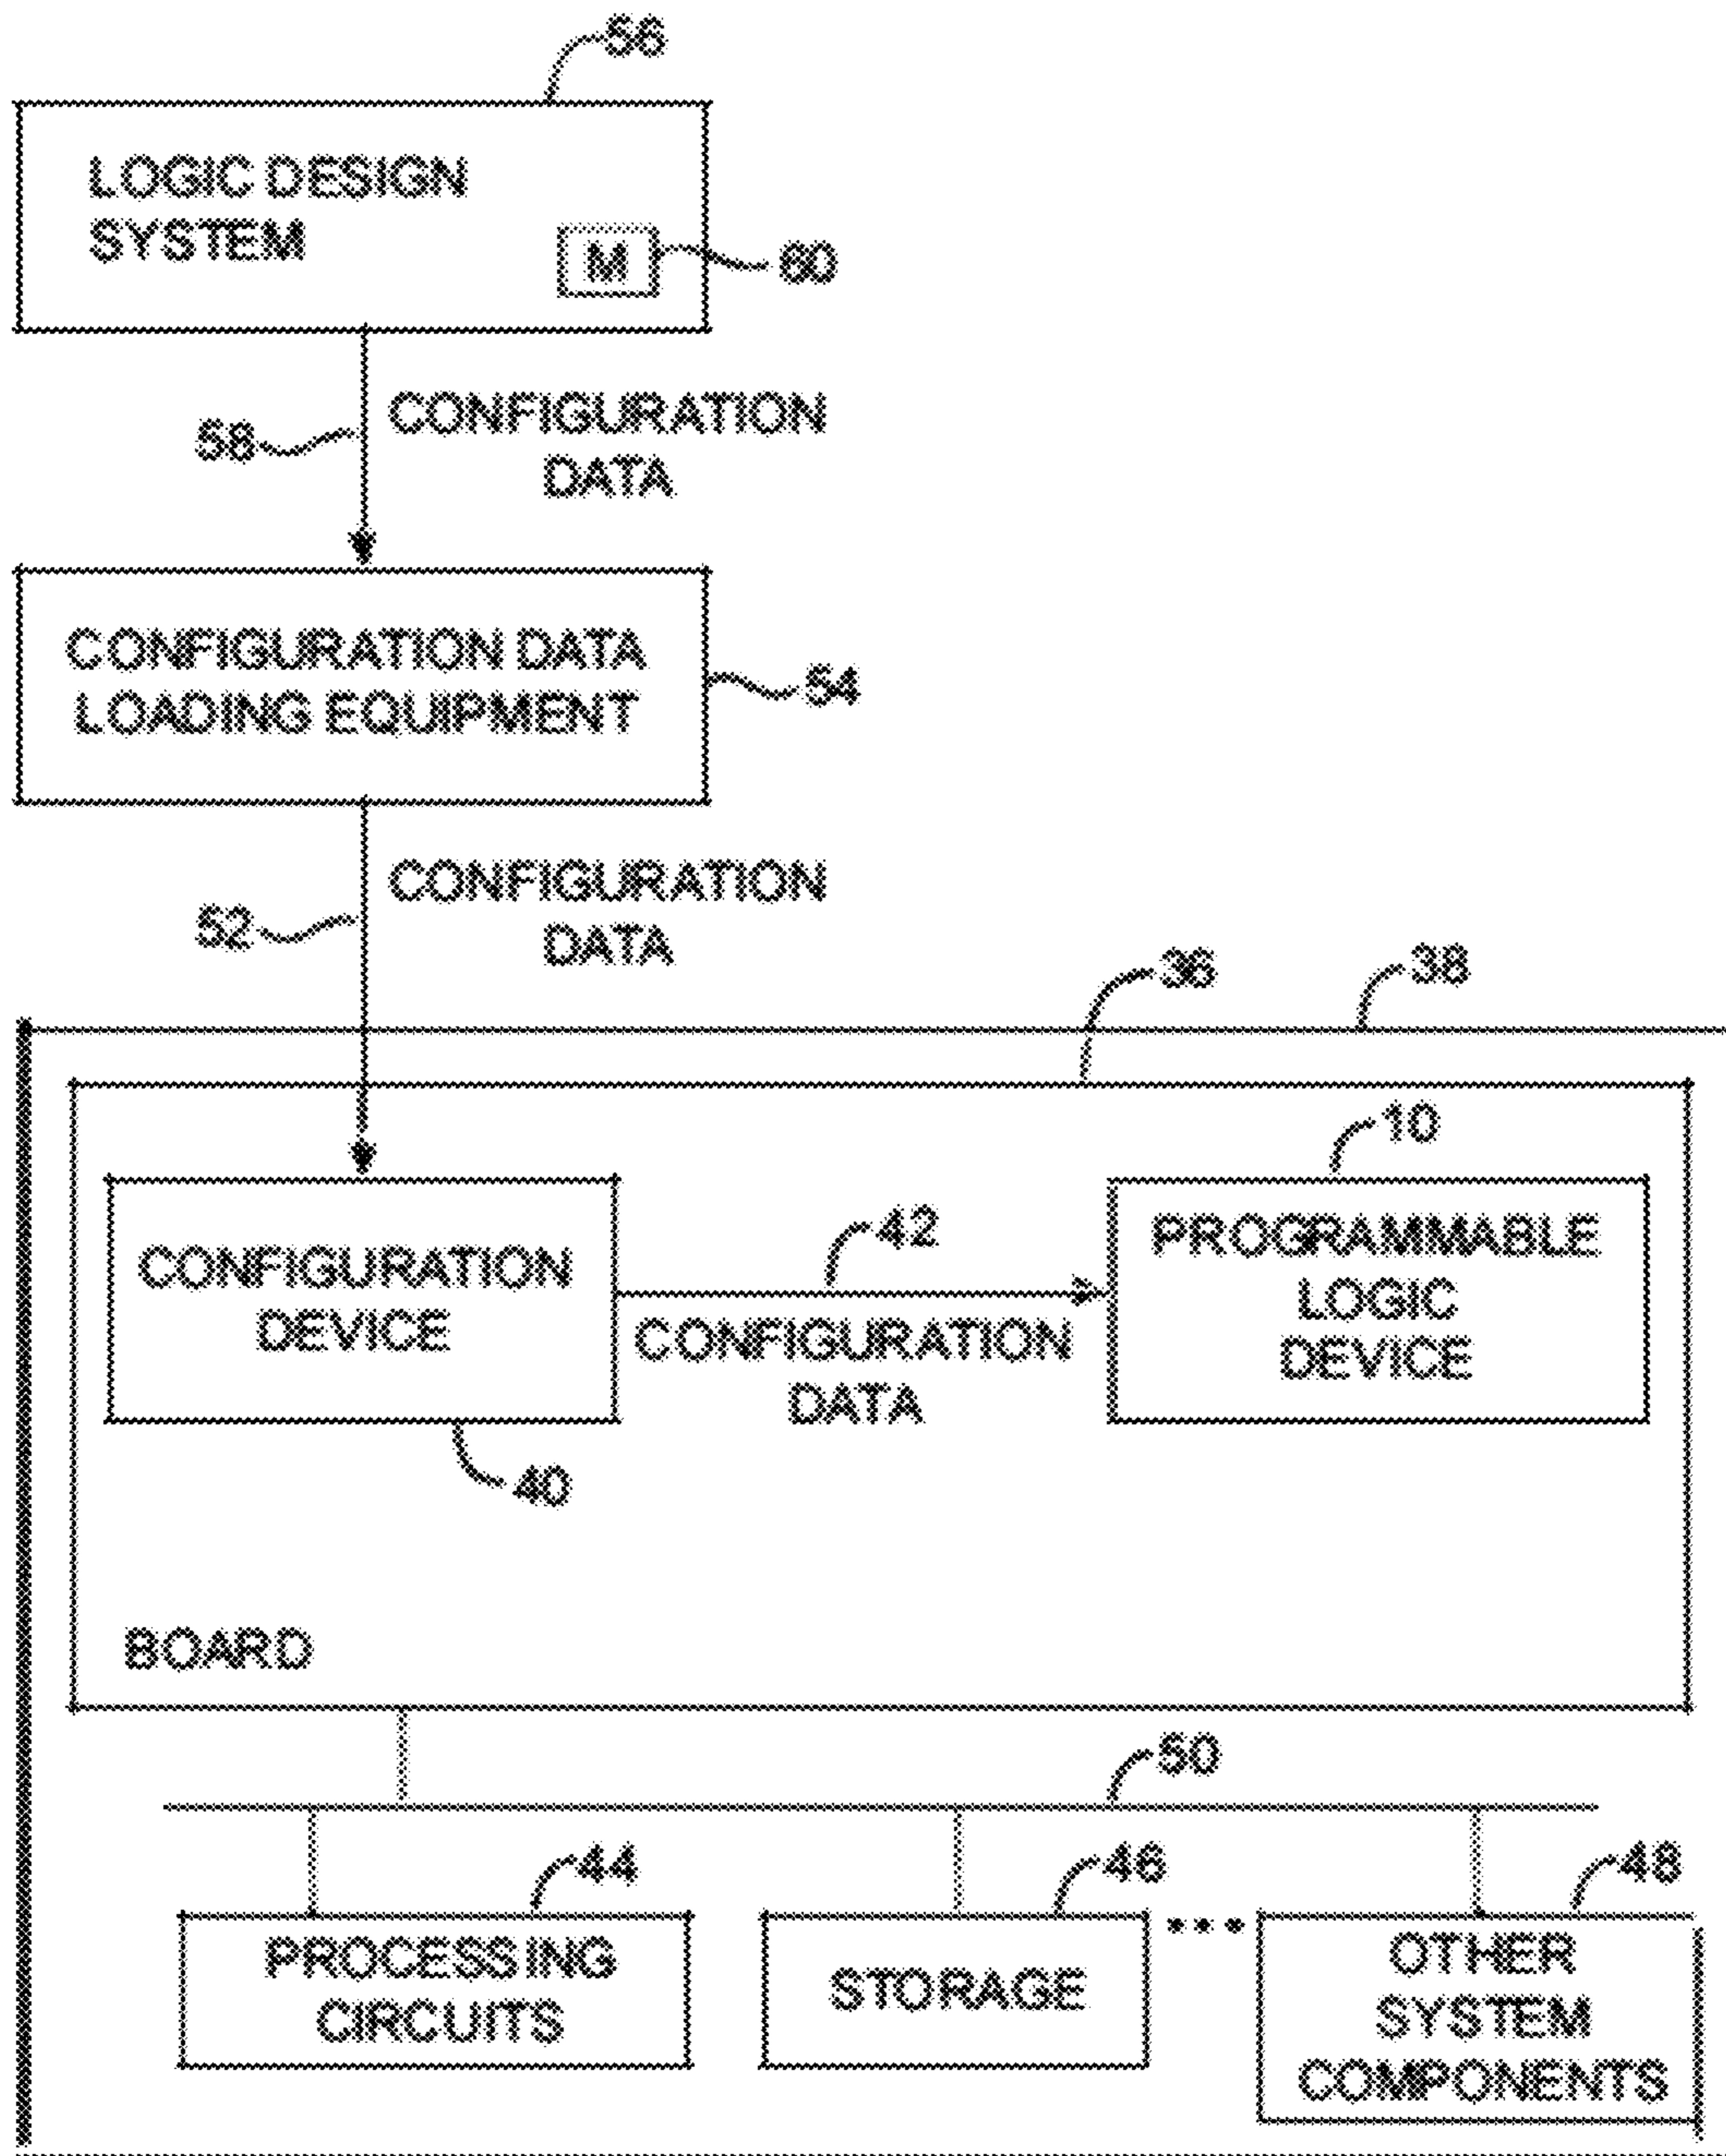 56
LOGIC DESIGN
SYSTEM
M
60
58
CONFIGURATION
DATA
CONFIGURATION DATA
LOADING EQUIPMENT
54
52
CONFIGURATION
DATA
36
38
10
CONFIGURATION
DEVICE
42
CONFIGURATION
DATA
PROGRAMMABLE
LOGIC
DEVICE
40
BOARD
50
44
46
48
PROCESSING
CIRCUITS
STORAGE
...
OTHER
SYSTEM
COMPONENTS